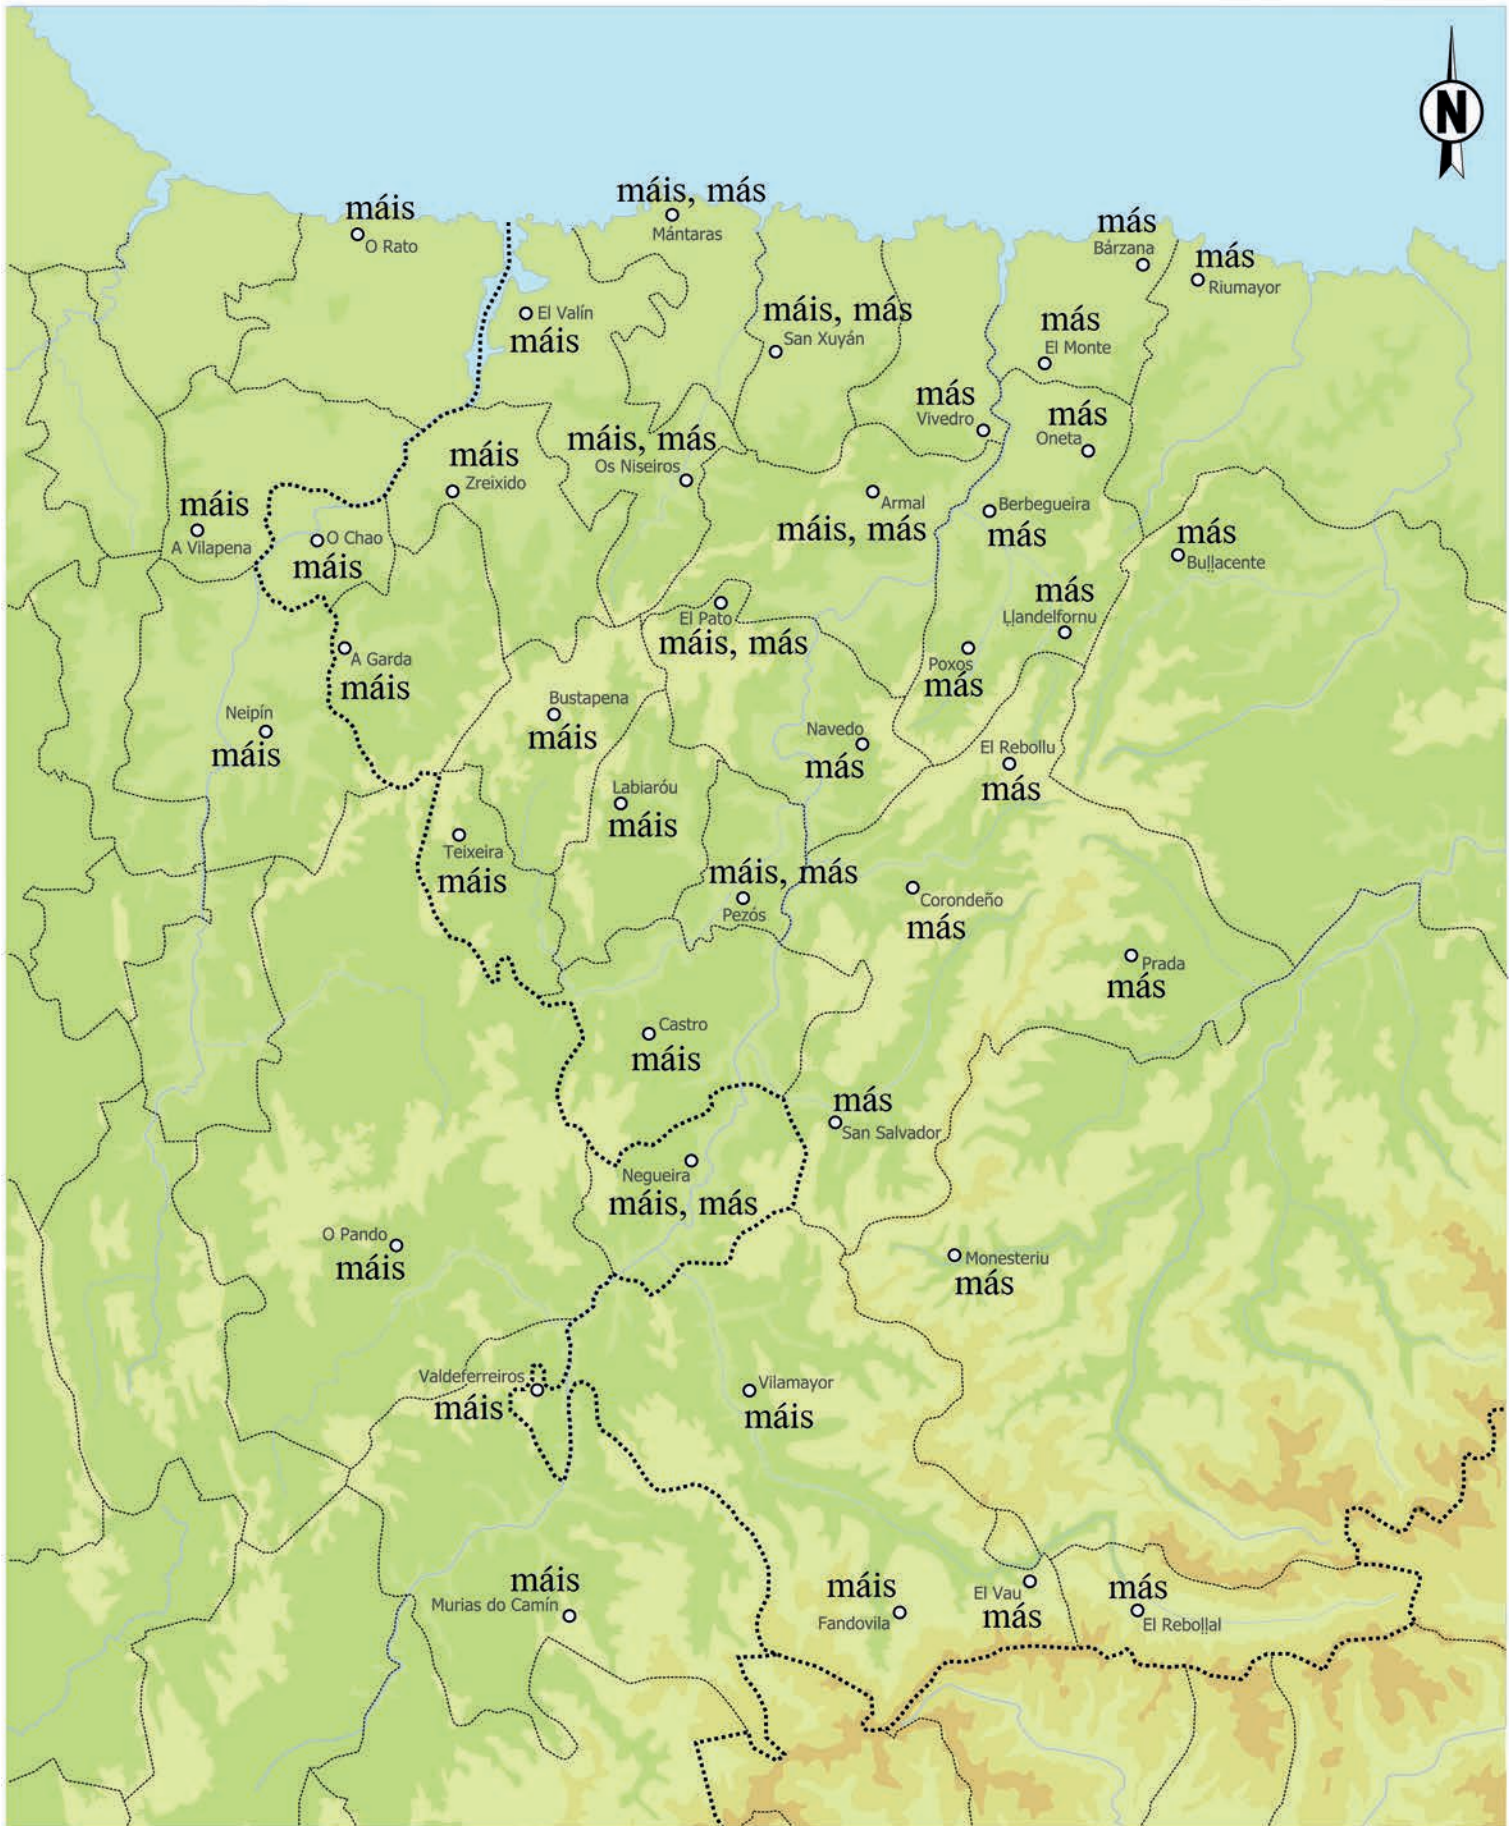 N
máis, más
Mántaras
máis
O Rato
más
Bárzana
más
Riumayor
El Valín
máis
máis, más
San Xuyán
más
El Monte
más
Vivedro
más
Oneta
máis, más
Os Niseiros
máis
Zreixido
máis
A Vilapena
Armal
máis, más
Berbegueira
más
O Chao
máis
más
Buḷḷacente
más
Ḷḷandelfornu
El Pato
máis, más
A Garda
máis
Poxos
más
Bustapena
máis
Neipín
máis
Navedo
más
El Rebollu
más
Labiaróu
máis
Teixeira
máis
máis, más
Pezós
Corondeño
más
Prada
más
Castro
máis
más
San Salvador
Negueira
máis, más
O Pando
máis
Monesteriu
más
Valdeferreiros
máis
Vilamayor
máis
máis
Murias do Camín
máis
Fandovila
El Vau
más
más
El Reboḷḷal